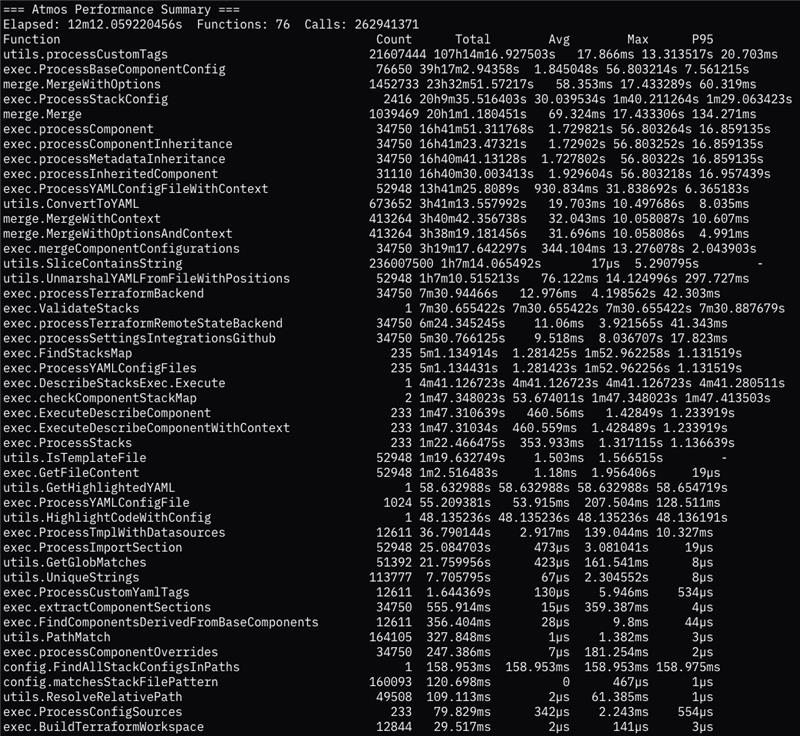 === Atmos Performance Summary ===
Elapsed: 12m12.059220456s  Functions: 76  Calls: 262941371
Function Count Total Avg Max P95
utils.processCustomTags 21607444 107h14m16.927503s 17.866ms 13.313517s 20.703ms
exec.ProcessBaseComponentConfig 76650 39h17m2.94358s 1.845048s 56.803214s 7.561215s
merge.MergeWithOptions 1452733 23h32m51.57217s 58.353ms 17.433289s 60.319ms
exec.ProcessStackConfig 2416 20h9m35.516403s 30.039534s 1m40.211264s 1m29.063423s
merge.Merge 1039469 20h1m1.180451s 69.324ms 17.433306s 134.271ms
exec.processComponent 34750 16h41m51.311768s 1.729821s 56.803264s 16.859135s
exec.processComponentInheritance 34750 16h41m23.47321s 1.72902s 56.803252s 16.859135s
exec.processMetadataInheritance 34750 16h40m41.13128s 1.727802s 56.80322s 16.859135s
exec.processInheritedComponent 31110 16h40m30.003413s 1.929604s 56.803218s 16.957439s
exec.ProcessYAMLConfigFileWithContext 52948 13h41m25.8089s 930.834ms 31.838692s 6.365183s
utils.ConvertToYAML 673652 3h41m13.557992s 19.703ms 10.497686s 8.035ms
merge.MergeWithContext 413264 3h40m42.356738s 32.043ms 10.058087s 10.607ms
merge.MergeWithOptionsAndContext 413264 3h38m19.181456s 31.696ms 10.058086s 4.991ms
exec.mergeComponentConfigurations 34750 3h19m17.642297s 344.104ms 13.276078s 2.043903s
utils.SliceContainsString 236007500 1h7m14.065492s 17µs 5.290795s -
utils.UnmarshalYAMLFromFileWithPositions 52948 1h7m10.515213s 76.122ms 14.124996s 297.727ms
exec.processTerraformBackend 34750 7m30.94466s 12.976ms 4.198562s 42.303ms
exec.ValidateStacks 1 7m30.655422s 7m30.655422s 7m30.655422s 7m30.887679s
exec.processTerraformRemoteStateBackend 34750 6m24.345245s 11.06ms 3.921565s 41.343ms
exec.processSettingsIntegrationsGithub 34750 5m30.766125s 9.518ms 8.036707s 17.823ms
exec.FindStacksMap 235 5m1.134914s 1.281425s 1m52.962258s 1.131519s
exec.ProcessYAMLConfigFiles 235 5m1.134431s 1.281423s 1m52.962256s 1.131519s
exec.DescribeStacksExec.Execute 1 4m41.126723s 4m41.126723s 4m41.126723s 4m41.280511s
exec.checkComponentStackMap 2 1m47.348023s 53.674011s 1m47.348023s 1m47.413503s
exec.ExecuteDescribeComponent 233 1m47.310639s 460.56ms 1.42849s 1.233919s
exec.ExecuteDescribeComponentWithContext 233 1m47.31034s 460.559ms 1.428489s 1.233919s
exec.ProcessStacks 233 1m22.466475s 353.933ms 1.317115s 1.136639s
utils.IsTemplateFile 52948 1m19.632749s 1.503ms 1.566515s -
exec.GetFileContent 52948 1m2.516483s 1.18ms 1.956406s 19µs
utils.GetHighlightedYAML 1 58.632988s 58.632988s 58.632988s 58.654719s
exec.ProcessYAMLConfigFile 1024 55.209381s 53.915ms 207.504ms 128.511ms
utils.HighlightCodeWithConfig 1 48.135236s 48.135236s 48.135236s 48.136191s
exec.ProcessTmplWithDatasources 12611 36.790144s 2.917ms 139.044ms 10.327ms
exec.ProcessImportSection 52948 25.084703s 473µs 3.081041s 19µs
utils.GetGlobMatches 51392 21.759956s 423µs 161.541ms 8µs
utils.UniqueStrings 113777 7.705795s 67µs 2.304552s 8µs
exec.ProcessCustomYamlTags 12611 1.644369s 130µs 5.946ms 534µs
exec.extractComponentSections 34750 555.914ms 15µs 359.387ms 4µs
exec.FindComponentsDerivedFromBaseComponents 12611 356.404ms 28µs 9.8ms 44µs
utils.PathMatch 164105 327.848ms 1µs 1.382ms 3µs
exec.processComponentOverrides 34750 247.386ms 7µs 181.254ms 2µs
config.FindAllStackConfigsInPaths 1 158.953ms 158.953ms 158.953ms 158.975ms
config.matchesStackFilePattern 160093 120.698ms 0 467µs 1µs
utils.ResolveRelativePath 49508 109.113ms 2µs 61.385ms 1µs
exec.ProcessConfigSources 233 79.829ms 342µs 2.243ms 554µs
exec.BuildTerraformWorkspace 12844 29.517ms 2µs 141µs 3µs